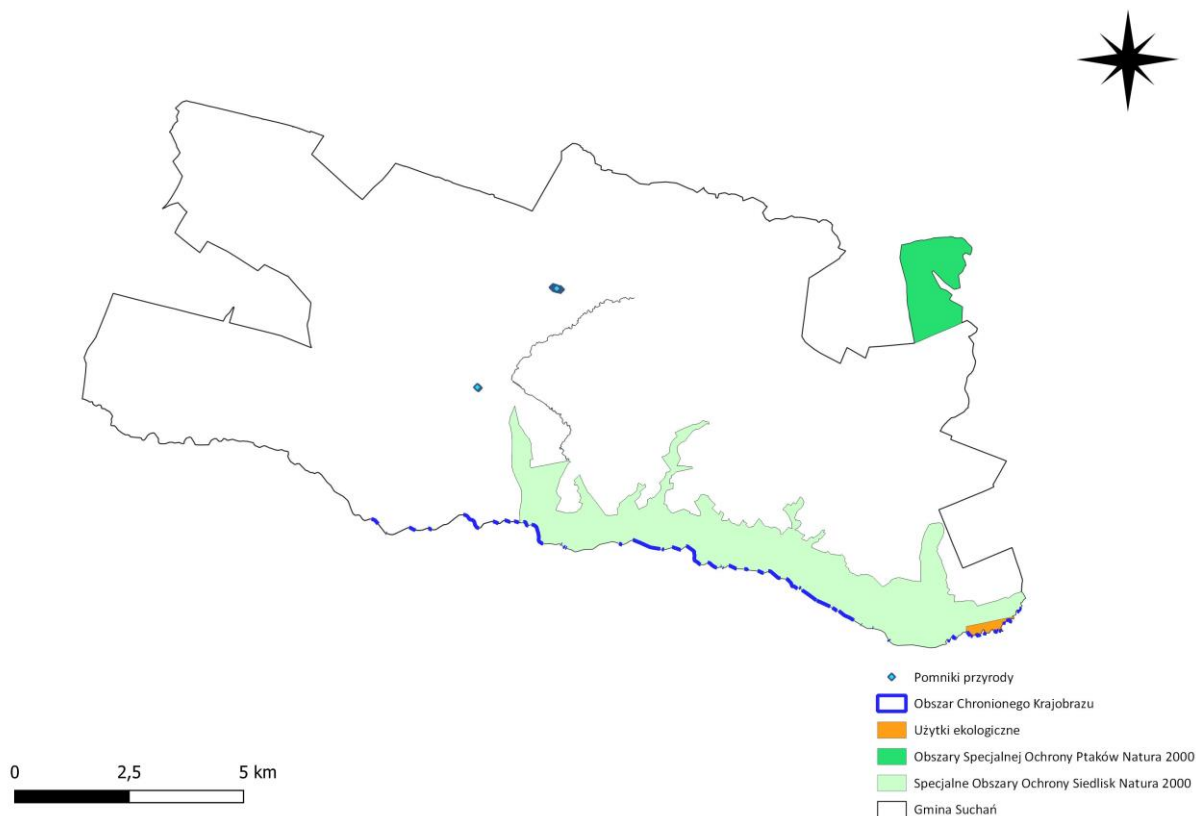 Pomniki przyrody
Obszar Chronionego Krajobrazu
Użytki ekologiczne
Obszary Specjalnej Ochrony Ptaków Natura 2000
Specjalne Obszary Ochrony Siedlisk Natura 2000
Gmina Suchań
0 2,5 5 km